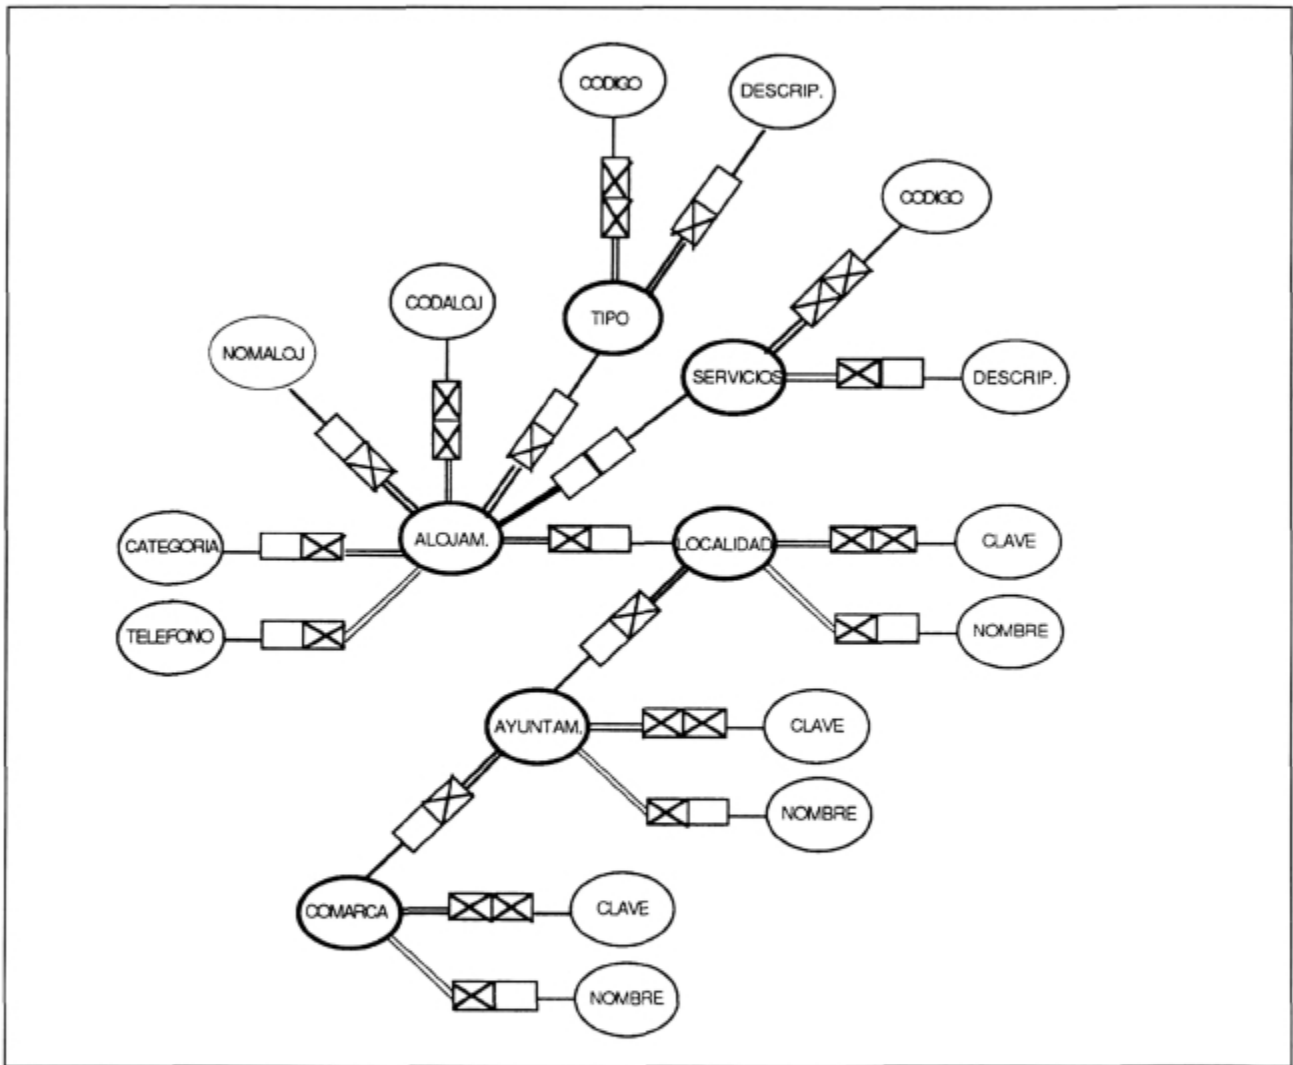 CODIGO
DESCRIP.
CODIGO
CODALOJ
TIPO
NOMALOJ
SERVICIOS
DESCRIP.
CATEGORIA
ALOJAM.
LOCALIDAD
CLAVE
TELEFONO
NOMBRE
AYUNTAM.
CLAVE
NOMBRE
COMARCA
CLAVE
NOMBRE